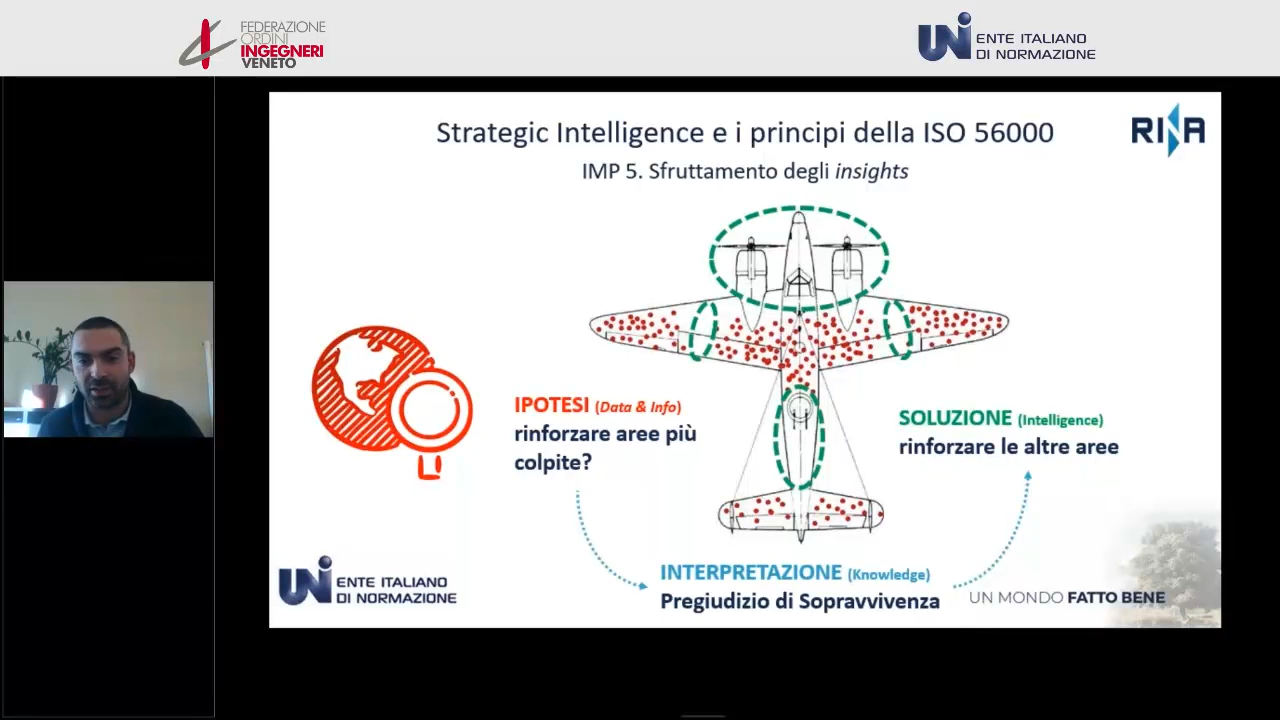 FEDERAZIONE
ORDINI
INGEGNERI
VENETO
UNI ENTE ITALIANO
DI NORMAZIONE
Strategic Intelligence e i principi della ISO 56000
RINA
IMP 5. Sfruttamento degli insights
IPOTESI (Data & Info)
rinforzare aree più
colpite?
SOLUZIONE (Intelligence)
rinforzare le altre aree
INTERPRETAZIONE (Knowledge)
Pregiudizio di Sopravvivenza
UNI ENTE ITALIANO
DI NORMAZIONE
UN MONDO FATTO BENE